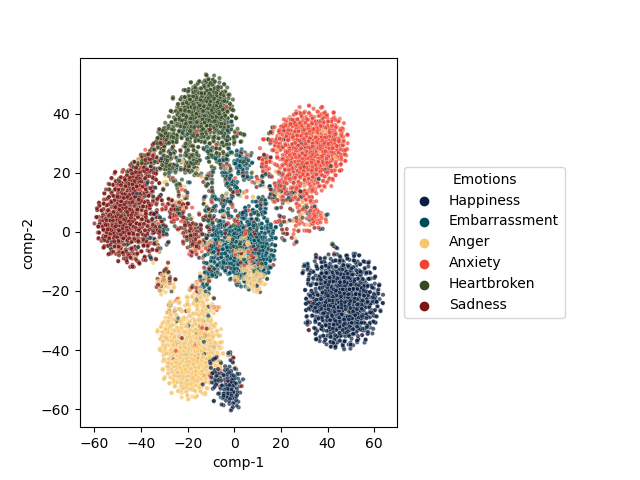 Emotions
Happiness
Embarrassment
Anger
Anxiety
Heartbroken
Sadness
comp-2
40
20
0
−20
−40
−60
−60 −40 −20 0 20 40 60
comp-1